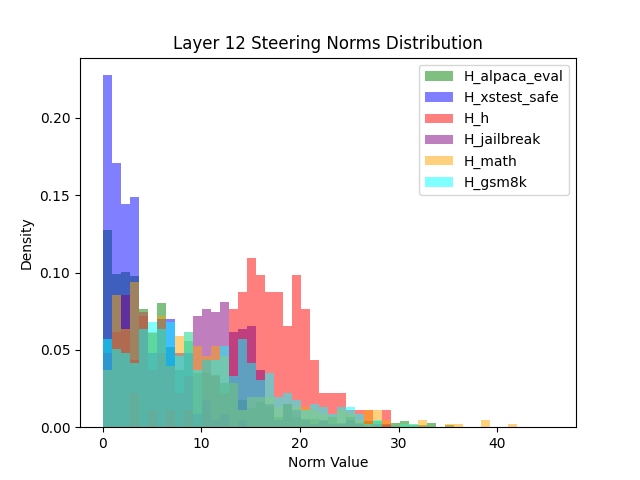 Layer 12 Steering Norms Distribution
H_alpaca_eval
H_xstest_safe
H_h
H_jailbreak
H_math
H_gsm8k
Density
0.20
0.15
0.10
0.05
0.00
0
10
20
30
40
Norm Value